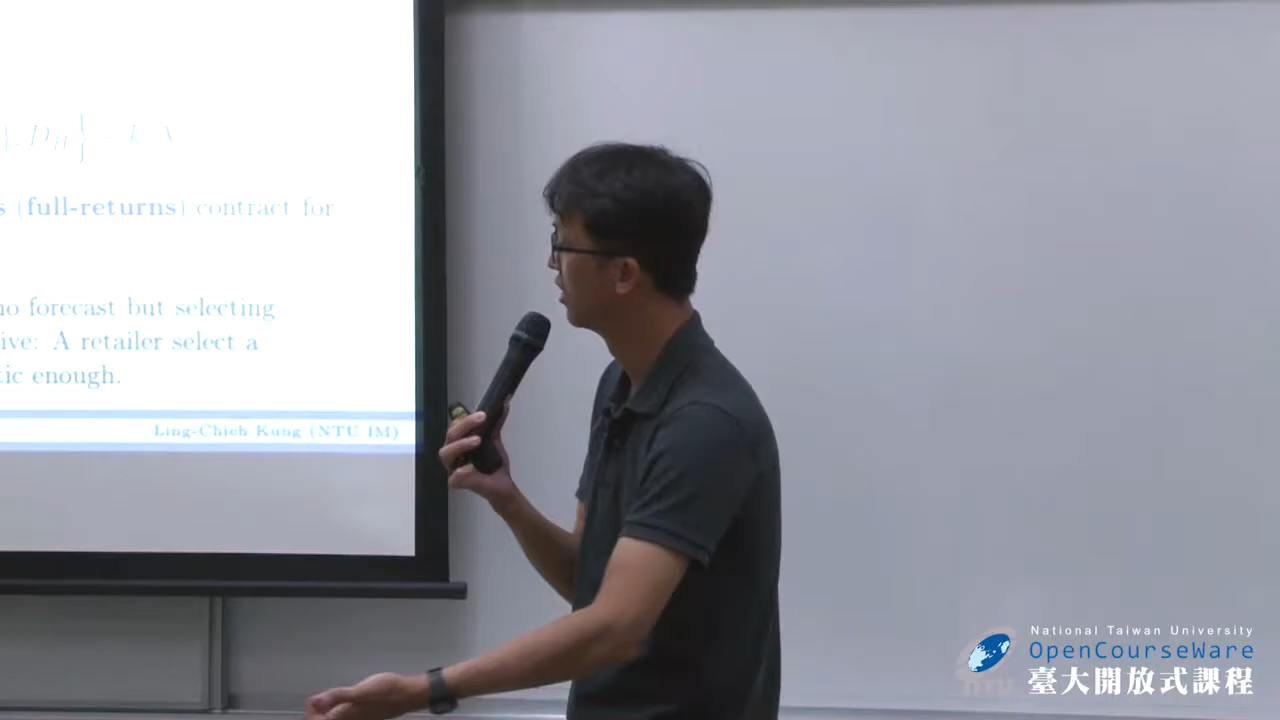 , D_H} − k
s (full-returns) contract for
no forecast but selecting
ive: A retailer select a
tic enough.
Ling-Chieh Kung (NTU IM)
National Taiwan University
OpenCourseWare
臺大開放式課程